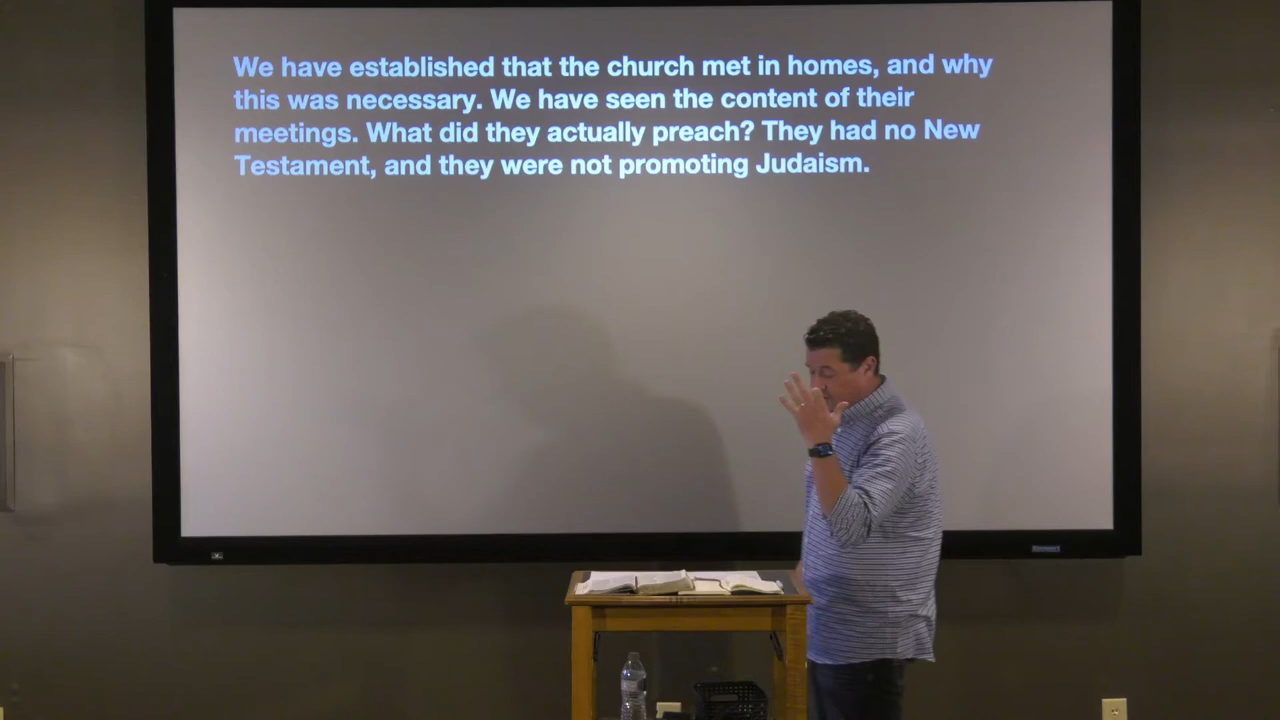 We have established that the church met in homes, and why
this was necessary. We have seen the content of their
meetings. What did they actually preach? They had no New
Testament, and they were not promoting Judaism.